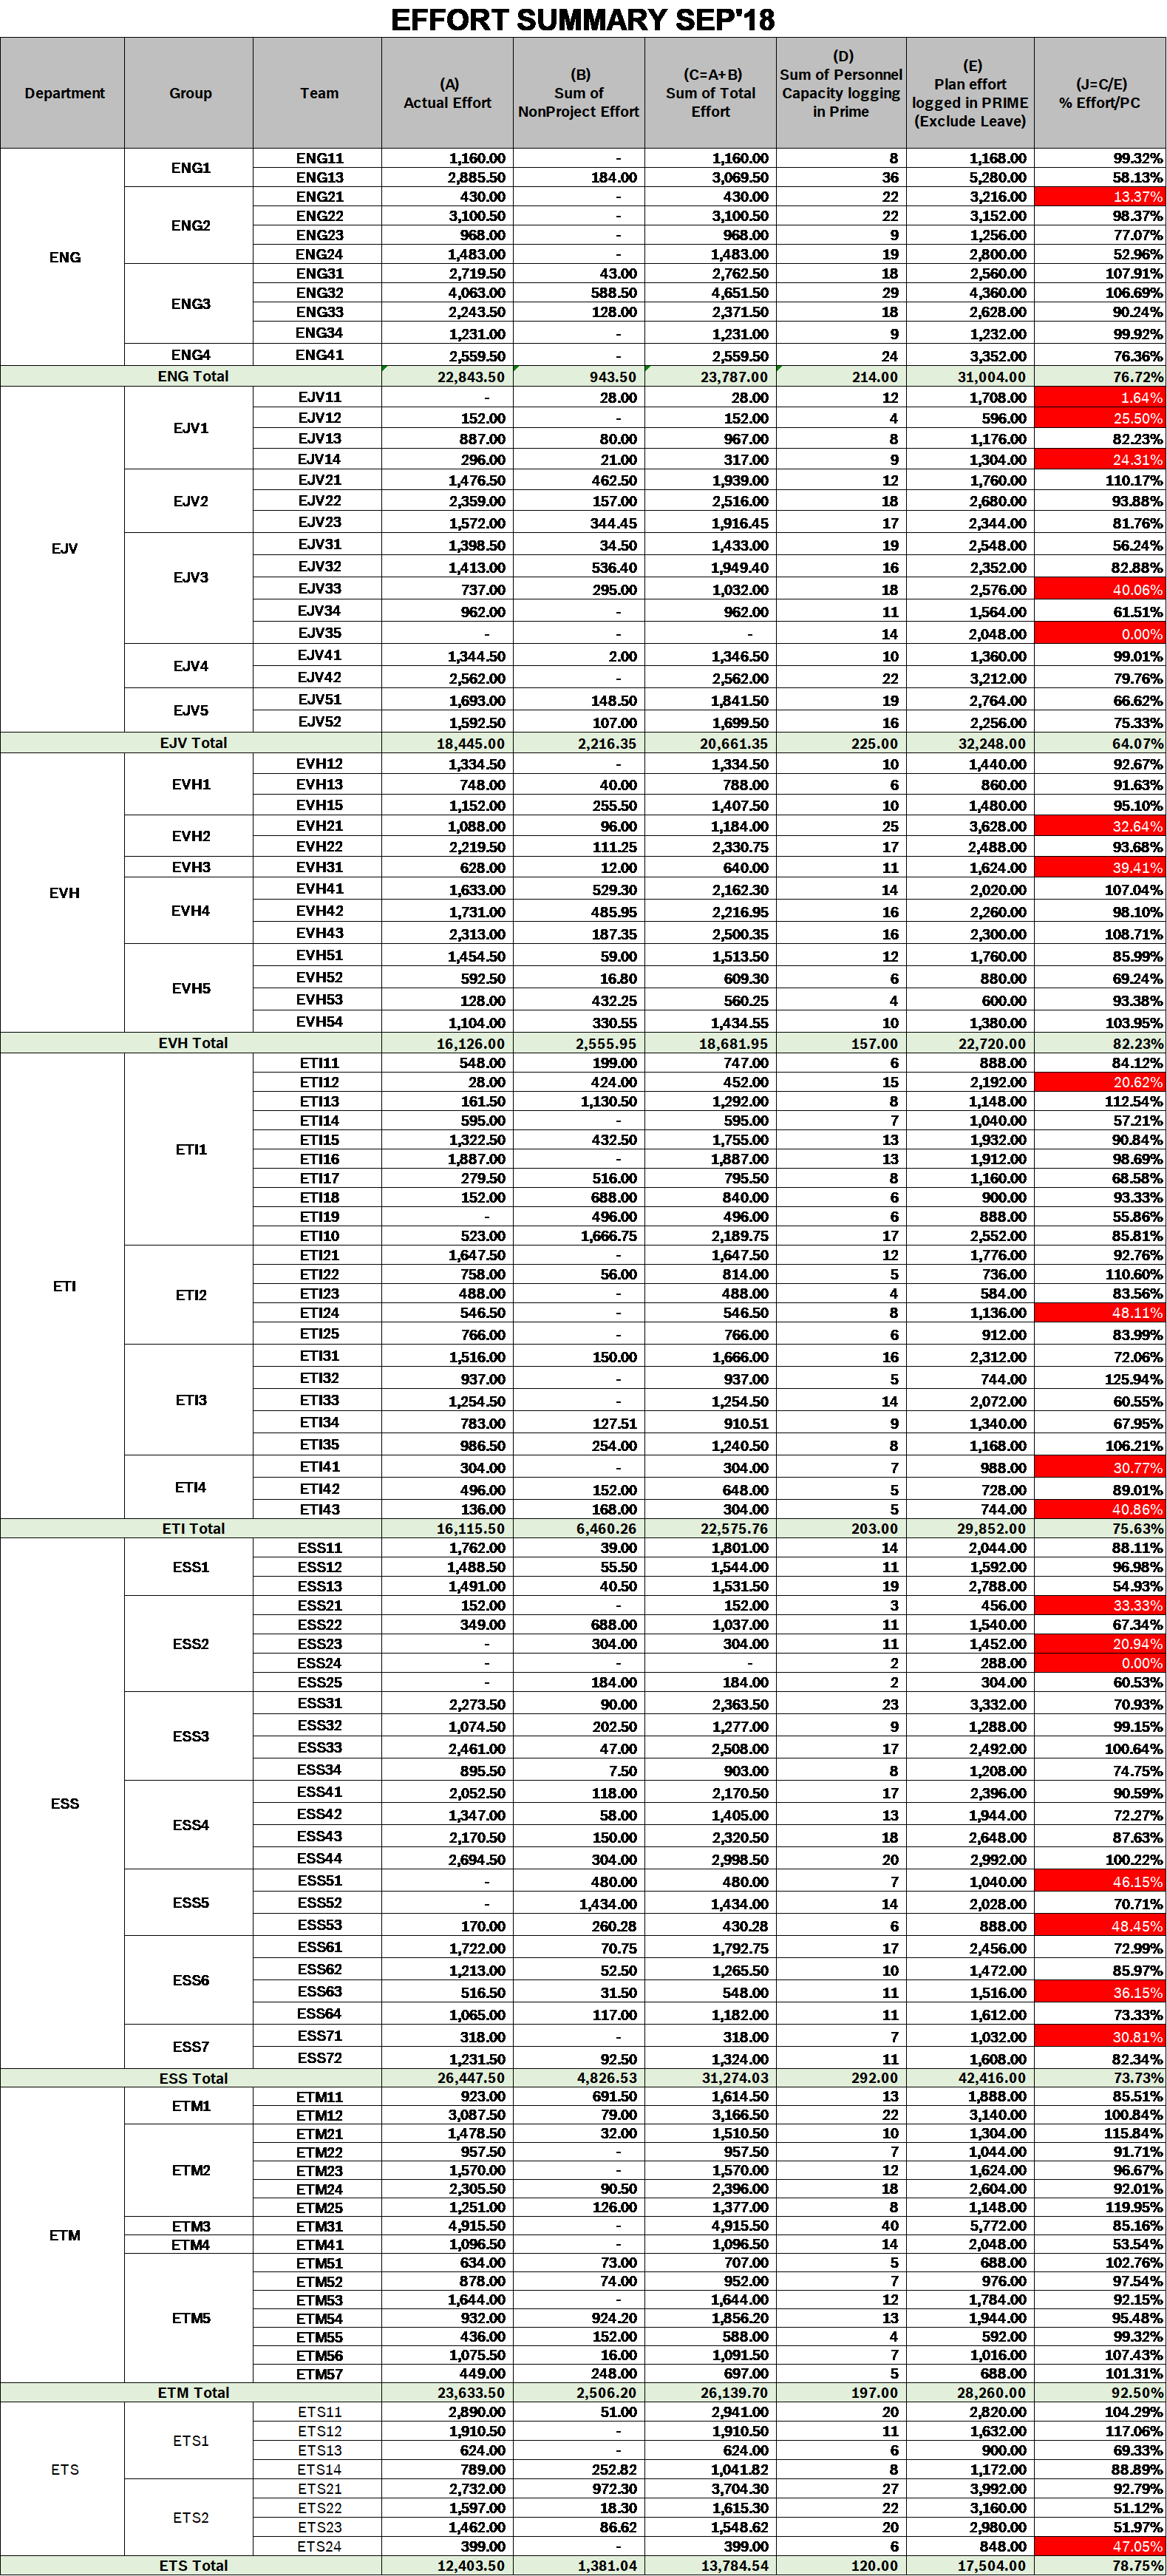 EFFORT SUMMARY SEP'18
Department Group Team (A) Actual Effort (B) Sum of NonProject Effort (C=A+B) Sum of Total Effort (D) Sum of Personnel Capacity logging in Prime (E) Plan effort logged in PRIME (Exclude Leave) (J=C/E) % Effort/PC
ENG ENG1 ENG11 1,160.00 - 1,160.00 8 1,168.00 99.32%
ENG13 2,885.50 184.00 3,069.50 36 5,280.00 58.13%
ENG2 ENG21 430.00 - 430.00 22 3,216.00 13.37%
ENG22 3,100.50 - 3,100.50 22 3,152.00 98.37%
ENG23 968.00 - 968.00 9 1,256.00 77.07%
ENG24 1,483.00 - 1,483.00 19 2,800.00 52.96%
ENG3 ENG31 2,719.50 43.00 2,762.50 18 2,560.00 107.91%
ENG32 4,063.00 588.50 4,651.50 29 4,360.00 106.69%
ENG33 2,243.50 128.00 2,371.50 18 2,628.00 90.24%
ENG34 1,231.00 - 1,231.00 9 1,232.00 99.92%
ENG4 ENG41 2,559.50 - 2,559.50 24 3,352.00 76.36%
ENG Total 22,843.50 943.50 23,787.00 214.00 31,004.00 76.72%
EJV EJV1 EJV11 - 28.00 28.00 12 1,708.00 1.64%
EJV12 152.00 - 152.00 4 596.00 25.50%
EJV13 887.00 80.00 967.00 8 1,176.00 82.23%
EJV14 296.00 21.00 317.00 9 1,304.00 24.31%
EJV2 EJV21 1,476.50 462.50 1,939.00 12 1,760.00 110.17%
EJV22 2,359.00 157.00 2,516.00 18 2,680.00 93.88%
EJV23 1,572.00 344.45 1,916.45 17 2,344.00 81.76%
EJV3 EJV31 1,398.50 34.50 1,433.00 19 2,548.00 56.24%
EJV32 1,413.00 536.40 1,949.40 16 2,352.00 82.88%
EJV33 737.00 295.00 1,032.00 18 2,576.00 40.06%
EJV34 962.00 - 962.00 11 1,564.00 61.51%
EJV35 - - - 14 2,048.00 0.00%
EJV4 EJV41 1,344.50 2.00 1,346.50 10 1,360.00 99.01%
EJV42 2,562.00 - 2,562.00 22 3,212.00 79.76%
EJV5 EJV51 1,693.00 148.50 1,841.50 19 2,764.00 66.62%
EJV52 1,592.50 107.00 1,699.50 16 2,256.00 75.33%
EJV Total 18,445.00 2,216.35 20,661.35 225.00 32,248.00 64.07%
EVH EVH1 EVH12 1,334.50 - 1,334.50 10 1,440.00 92.67%
EVH13 748.00 40.00 788.00 6 860.00 91.63%
EVH15 1,152.00 255.50 1,407.50 10 1,480.00 95.10%
EVH2 EVH21 1,088.00 96.00 1,184.00 25 3,628.00 32.64%
EVH22 2,219.50 111.25 2,330.75 17 2,488.00 93.68%
EVH3 EVH31 628.00 12.00 640.00 11 1,624.00 39.41%
EVH4 EVH41 1,633.00 529.30 2,162.30 14 2,020.00 107.04%
EVH42 1,731.00 485.95 2,216.95 16 2,260.00 98.10%
EVH43 2,313.00 187.35 2,500.35 16 2,300.00 108.71%
EVH5 EVH51 1,454.50 59.00 1,513.50 12 1,760.00 85.99%
EVH52 592.50 16.80 609.30 6 880.00 69.24%
EVH53 128.00 432.25 560.25 4 600.00 93.38%
EVH54 1,104.00 330.55 1,434.55 10 1,380.00 103.95%
EVH Total 16,126.00 2,555.95 18,681.95 157.00 22,720.00 82.23%
ETI ETI1 ETI11 548.00 199.00 747.00 6 888.00 84.12%
ETI12 28.00 424.00 452.00 15 2,192.00 20.62%
ETI13 161.50 1,130.50 1,292.00 8 1,148.00 112.54%
ETI14 595.00 - 595.00 7 1,040.00 57.21%
ETI15 1,322.50 432.50 1,755.00 13 1,932.00 90.84%
ETI16 1,887.00 - 1,887.00 13 1,912.00 98.69%
ETI17 279.50 516.00 795.50 8 1,160.00 68.58%
ETI18 152.00 688.00 840.00 6 900.00 93.33%
ETI19 - 496.00 496.00 6 888.00 55.86%
ETI10 523.00 1,666.75 2,189.75 17 2,552.00 85.81%
ETI2 ETI21 1,647.50 - 1,647.50 12 1,776.00 92.76%
ETI22 758.00 56.00 814.00 5 736.00 110.60%
ETI23 488.00 - 488.00 4 584.00 83.56%
ETI24 546.50 - 546.50 8 1,136.00 48.11%
ETI25 766.00 - 766.00 6 912.00 83.99%
ETI3 ETI31 1,516.00 150.00 1,666.00 16 2,312.00 72.06%
ETI32 937.00 - 937.00 5 744.00 125.94%
ETI33 1,254.50 - 1,254.50 14 2,072.00 60.55%
ETI34 783.00 127.51 910.51 9 1,340.00 67.95%
ETI35 986.50 254.00 1,240.50 8 1,168.00 106.21%
ETI4 ETI41 304.00 - 304.00 7 988.00 30.77%
ETI42 496.00 152.00 648.00 5 728.00 89.01%
ETI43 136.00 168.00 304.00 5 744.00 40.86%
ETI Total 16,115.50 6,460.26 22,575.76 203.00 29,852.00 75.63%
ESS ESS1 ESS11 1,762.00 39.00 1,801.00 14 2,044.00 88.11%
ESS12 1,488.50 55.50 1,544.00 11 1,592.00 96.98%
ESS13 1,491.00 40.50 1,531.50 19 2,788.00 54.93%
ESS2 ESS21 152.00 - 152.00 3 456.00 33.33%
ESS22 349.00 688.00 1,037.00 11 1,540.00 67.34%
ESS23 - 304.00 304.00 11 1,452.00 20.94%
ESS24 - - - 2 288.00 0.00%
ESS25 - 184.00 184.00 2 304.00 60.53%
ESS3 ESS31 2,273.50 90.00 2,363.50 23 3,332.00 70.93%
ESS32 1,074.50 202.50 1,277.00 9 1,288.00 99.15%
ESS33 2,461.00 47.00 2,508.00 17 2,492.00 100.64%
ESS34 895.50 7.50 903.00 8 1,208.00 74.75%
ESS4 ESS41 2,052.50 118.00 2,170.50 17 2,396.00 90.59%
ESS42 1,347.00 58.00 1,405.00 13 1,944.00 72.27%
ESS43 2,170.50 150.00 2,320.50 18 2,648.00 87.63%
ESS44 2,694.50 304.00 2,998.50 20 2,992.00 100.22%
ESS5 ESS51 - 480.00 480.00 7 1,040.00 46.15%
ESS52 - 1,434.00 1,434.00 14 2,028.00 70.71%
ESS53 170.00 260.28 430.28 6 888.00 48.45%
ESS6 ESS61 1,722.00 70.75 1,792.75 17 2,456.00 72.99%
ESS62 1,213.00 52.50 1,265.50 10 1,472.00 85.97%
ESS63 516.50 31.50 548.00 11 1,516.00 36.15%
ESS64 1,065.00 117.00 1,182.00 11 1,612.00 73.33%
ESS7 ESS71 318.00 - 318.00 7 1,032.00 30.81%
ESS72 1,231.50 92.50 1,324.00 11 1,608.00 82.34%
ESS Total 26,447.50 4,826.53 31,274.03 292.00 42,416.00 73.73%
ETM ETM1 ETM11 923.00 691.50 1,614.50 13 1,888.00 85.51%
ETM12 3,087.50 79.00 3,166.50 22 3,140.00 100.84%
ETM2 ETM21 1,478.50 32.00 1,510.50 10 1,304.00 115.84%
ETM22 957.50 - 957.50 7 1,044.00 91.71%
ETM23 1,570.00 - 1,570.00 12 1,624.00 96.67%
ETM24 2,305.50 90.50 2,396.00 18 2,604.00 92.01%
ETM25 1,251.00 126.00 1,377.00 8 1,148.00 119.95%
ETM3 ETM31 4,915.50 - 4,915.50 40 5,772.00 85.16%
ETM4 ETM41 1,096.50 - 1,096.50 14 2,048.00 53.54%
ETM5 ETM51 634.00 73.00 707.00 5 688.00 102.76%
ETM52 878.00 74.00 952.00 7 976.00 97.54%
ETM53 1,644.00 - 1,644.00 12 1,784.00 92.15%
ETM54 932.00 924.20 1,856.20 13 1,944.00 95.48%
ETM55 436.00 152.00 588.00 4 592.00 99.32%
ETM56 1,075.50 16.00 1,091.50 7 1,016.00 107.43%
ETM57 449.00 248.00 697.00 5 688.00 101.31%
ETM Total 23,633.50 2,506.20 26,139.70 197.00 28,260.00 92.50%
ETS ETS1 ETS11 2,890.00 51.00 2,941.00 20 2,820.00 104.29%
ETS12 1,910.50 - 1,910.50 11 1,632.00 117.06%
ETS13 624.00 - 624.00 6 900.00 69.33%
ETS14 789.00 252.82 1,041.82 8 1,172.00 88.89%
ETS2 ETS21 2,732.00 972.30 3,704.30 27 3,992.00 92.79%
ETS22 1,597.00 18.30 1,615.30 22 3,160.00 51.12%
ETS23 1,462.00 86.62 1,548.62 20 2,980.00 51.97%
ETS24 399.00 - 399.00 6 848.00 47.05%
ETS Total 12,403.50 1,381.04 13,784.54 120.00 17,504.00 78.75%